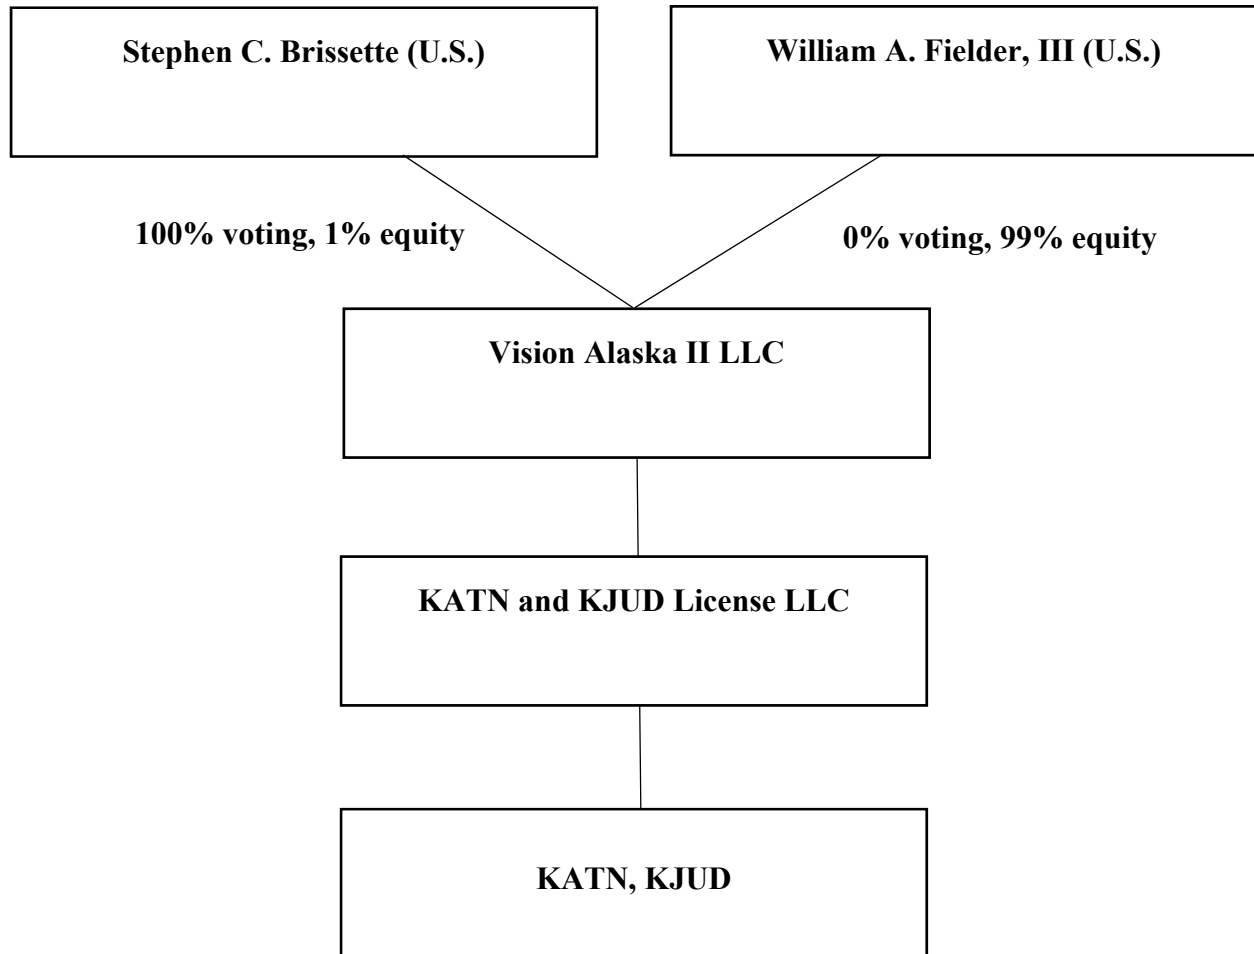 Stephen C. Brissette (U.S.)
William A. Fielder, III (U.S.)
100% voting, 1% equity
0% voting, 99% equity
Vision Alaska II LLC
KATN and KJUD License LLC
KATN, KJUD